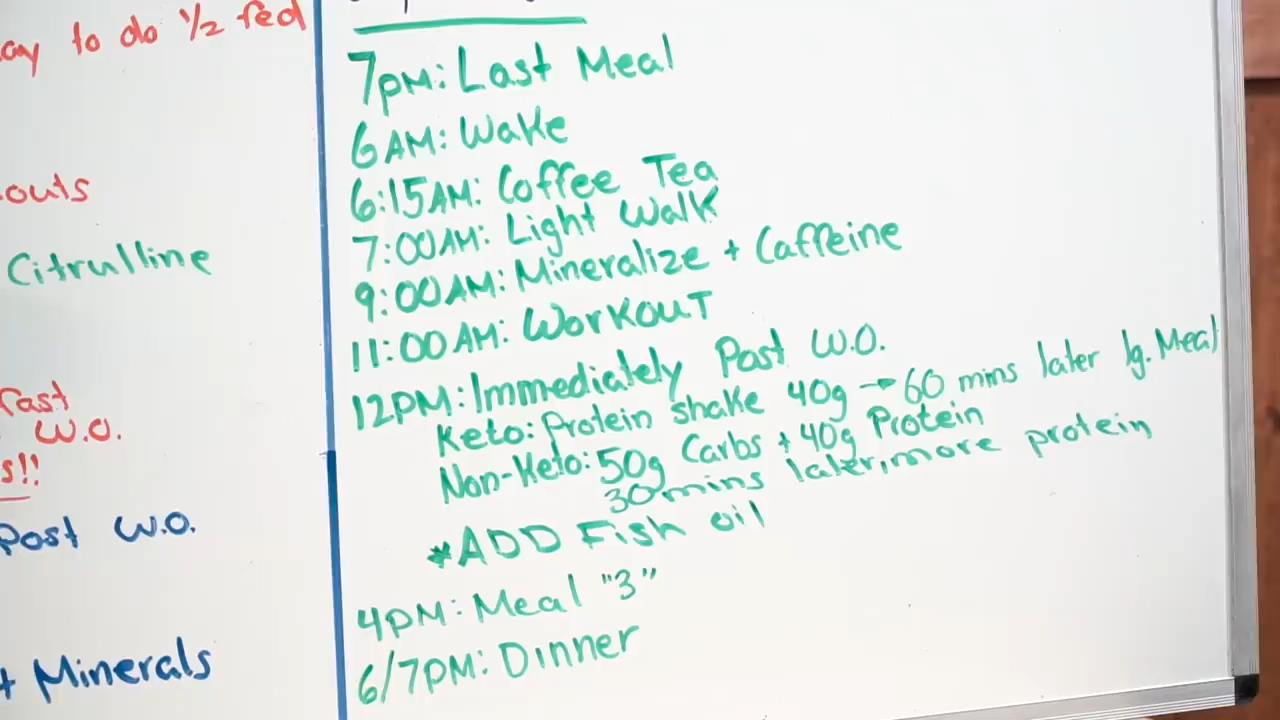 ay to do 1/2 fed
outs
Citrulline
fast
W.O.
s!!
Post W.O.
+ Minerals
7pm: Last Meal
6AM: Wake
6:15AM: Coffee Tea
7:00AM: Light Walk
9:00AM: Mineralize + Caffeine
11:00AM: Workout
12PM: Immediately Post W.O.
Keto: Protein shake 40g → 60 mins later lg. Meal
Non-Keto: 50g Carbs + 40g Protein
30 mins later, more protein
*ADD Fish oil
4PM: Meal "3"
6/7PM: Dinner